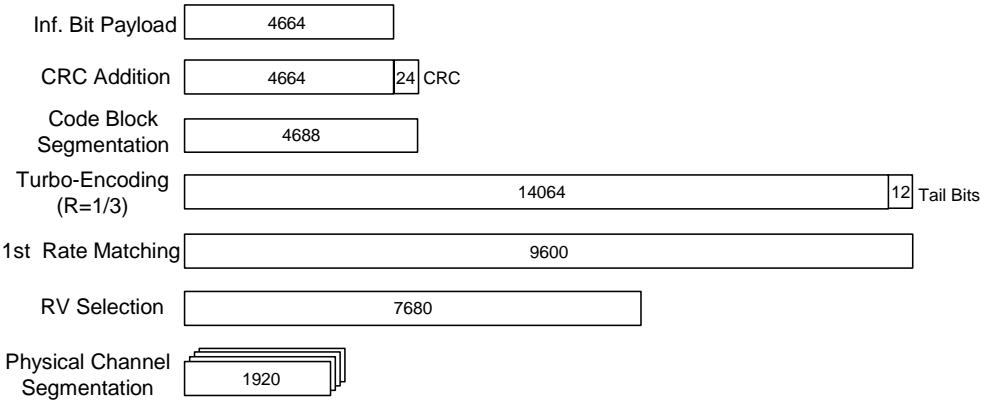 Inf. Bit Payload 4664
CRC Addition 4664 24 CRC
Code Block
Segmentation 4688
Turbo-Encoding
(R=1/3) 14064 12 Tail Bits
1st Rate Matching 9600
RV Selection 7680
Physical Channel
Segmentation 1920